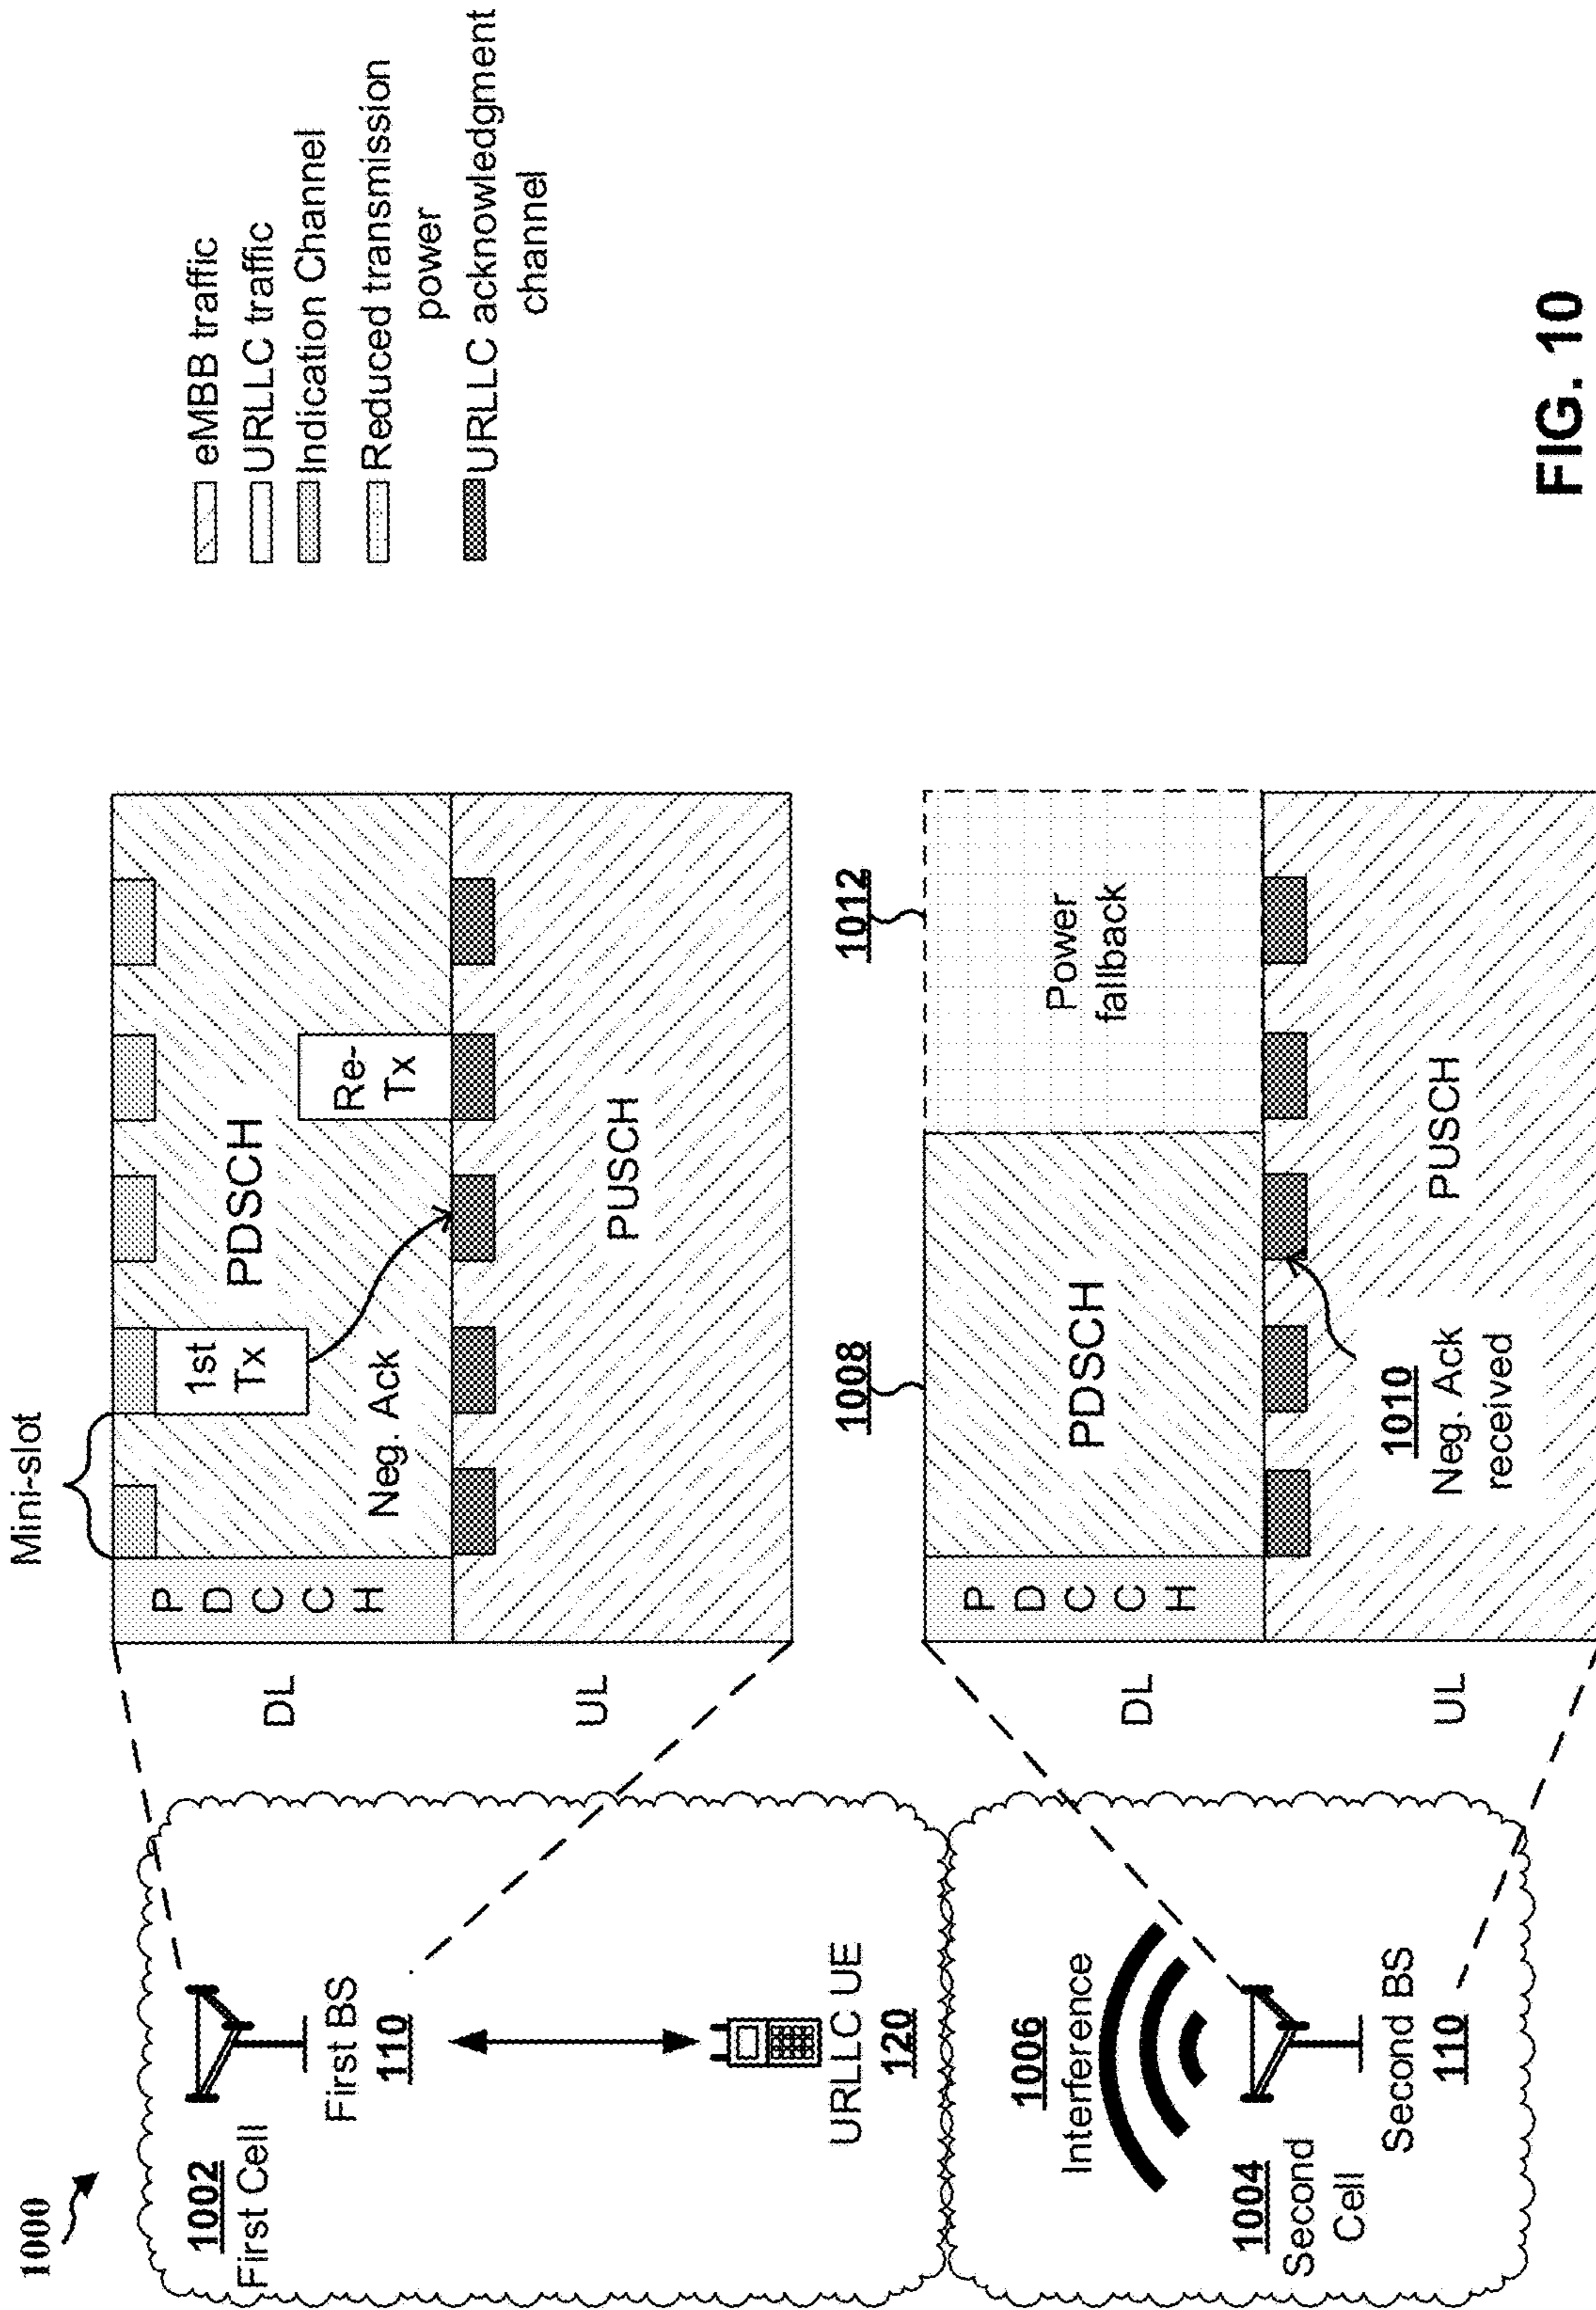 1000
1002
First Cell
First BS
110
URLLC UE
120
1006
Interference
1004
Second
Cell
Second BS
110
Mini-slot
DL
UL
P
D
C
C
H
1st
Tx
PDSCH
Re-
Tx
Neg. Ack
PUSCH
1008
1012
DL
UL
P
D
C
C
H
PDSCH
Power
fallback
1010
Neg. Ack
received
PUSCH
eMBB traffic
URLLC traffic
Indication Channel
Reduced transmission
power
URLLC acknowledgment
channel
FIG. 10